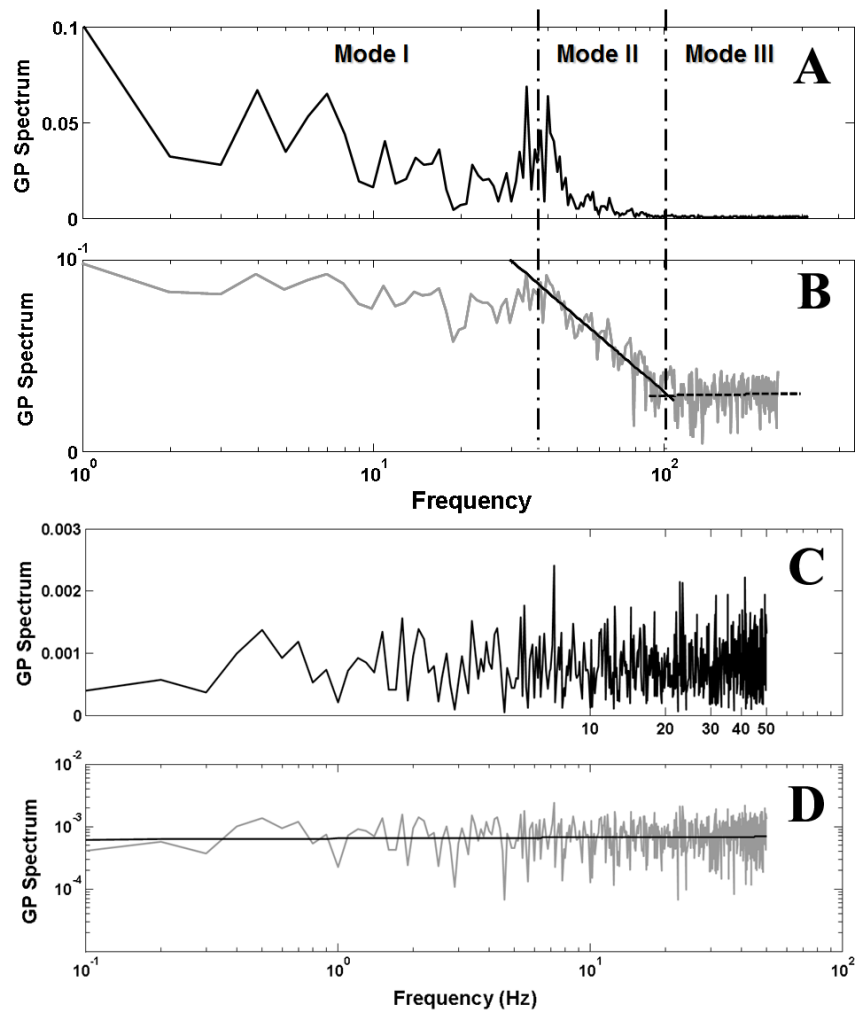 0.1
Mode I
Mode II
Mode III
A
GP Spectrum
0.05
0
10^-1
B
GP Spectrum
0
10^0
10^1
10^2
Frequency
0.003
C
GP Spectrum
0.002
0.001
0
10
20
30
40
50
10^-2
D
GP Spectrum
10^-3
10^-4
10^-1
10^0
10^1
10^2
Frequency (Hz)